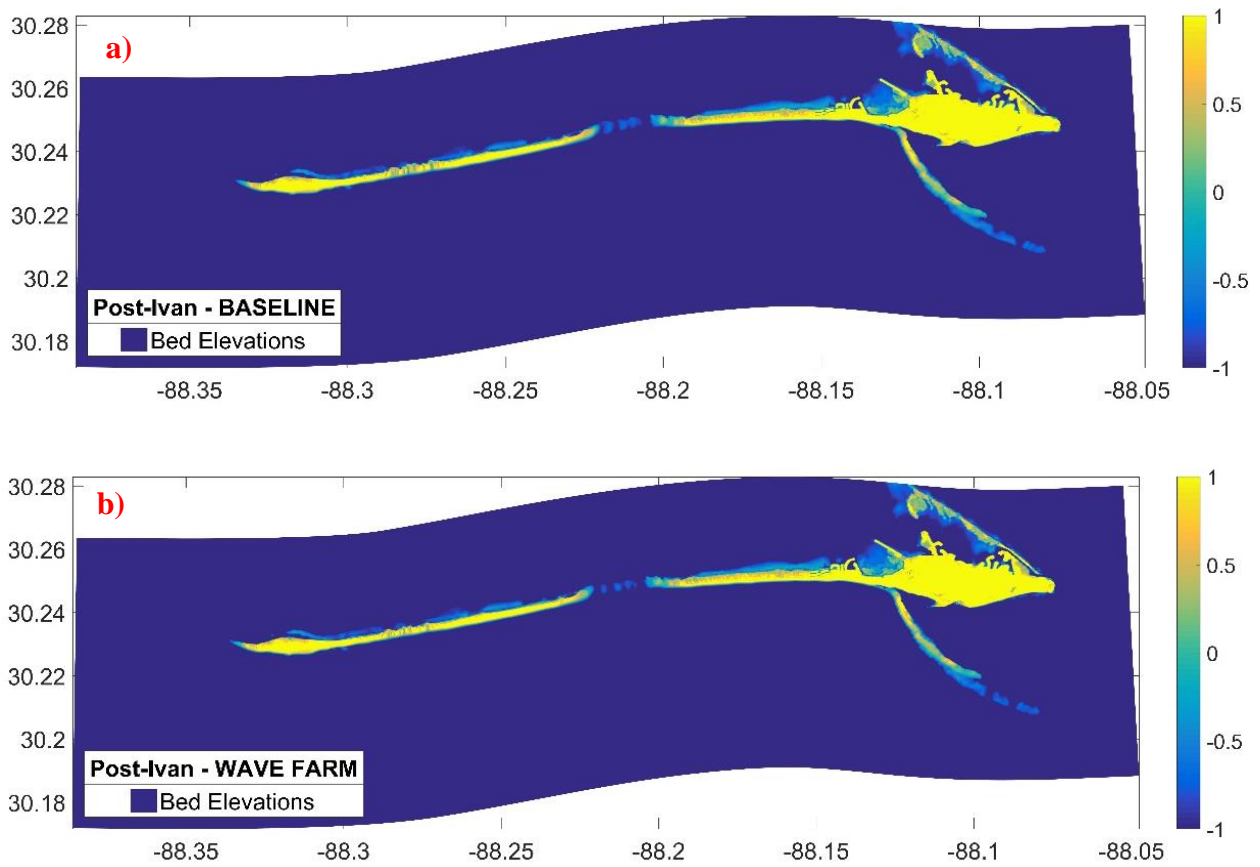 a)
30.28
30.26
30.24
30.22
30.2
30.18
Post-Ivan - BASELINE
Bed Elevations
-88.35 -88.3 -88.25 -88.2 -88.15 -88.1 -88.05
1
0.5
0
-0.5
-1
b)
30.28
30.26
30.24
30.22
30.2
30.18
Post-Ivan - WAVE FARM
Bed Elevations
-88.35 -88.3 -88.25 -88.2 -88.15 -88.1 -88.05
1
0.5
0
-0.5
-1